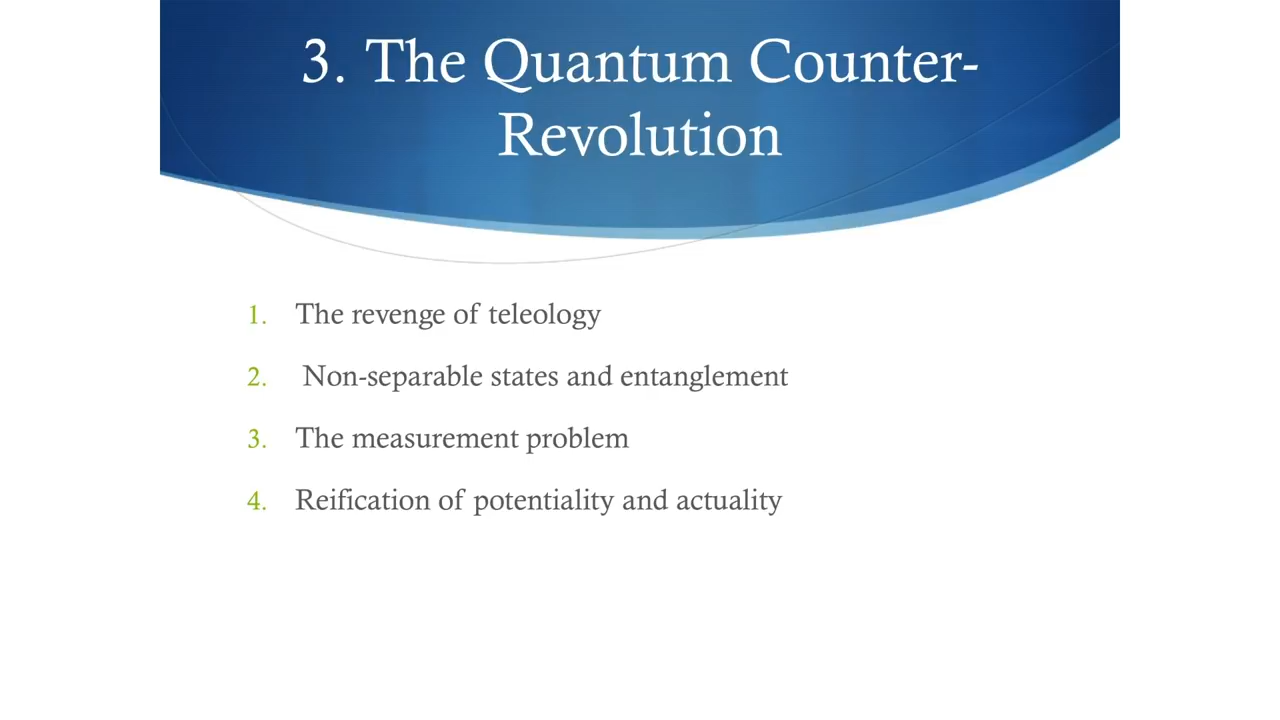 3. The Quantum Counter-
Revolution
1. The revenge of teleology
2. Non-separable states and entanglement
3. The measurement problem
4. Reification of potentiality and actuality